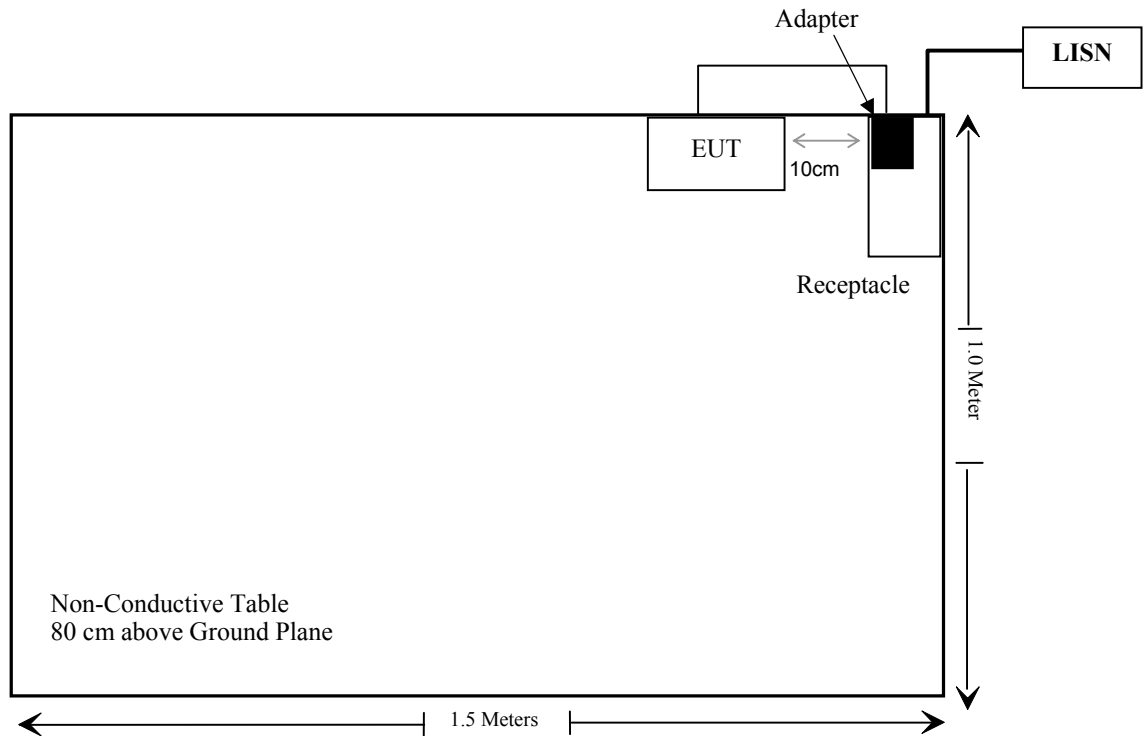 Adapter
LISN
EUT
10cm
Receptacle
1.0 Meter
Non-Conductive Table
80 cm above Ground Plane
1.5 Meters